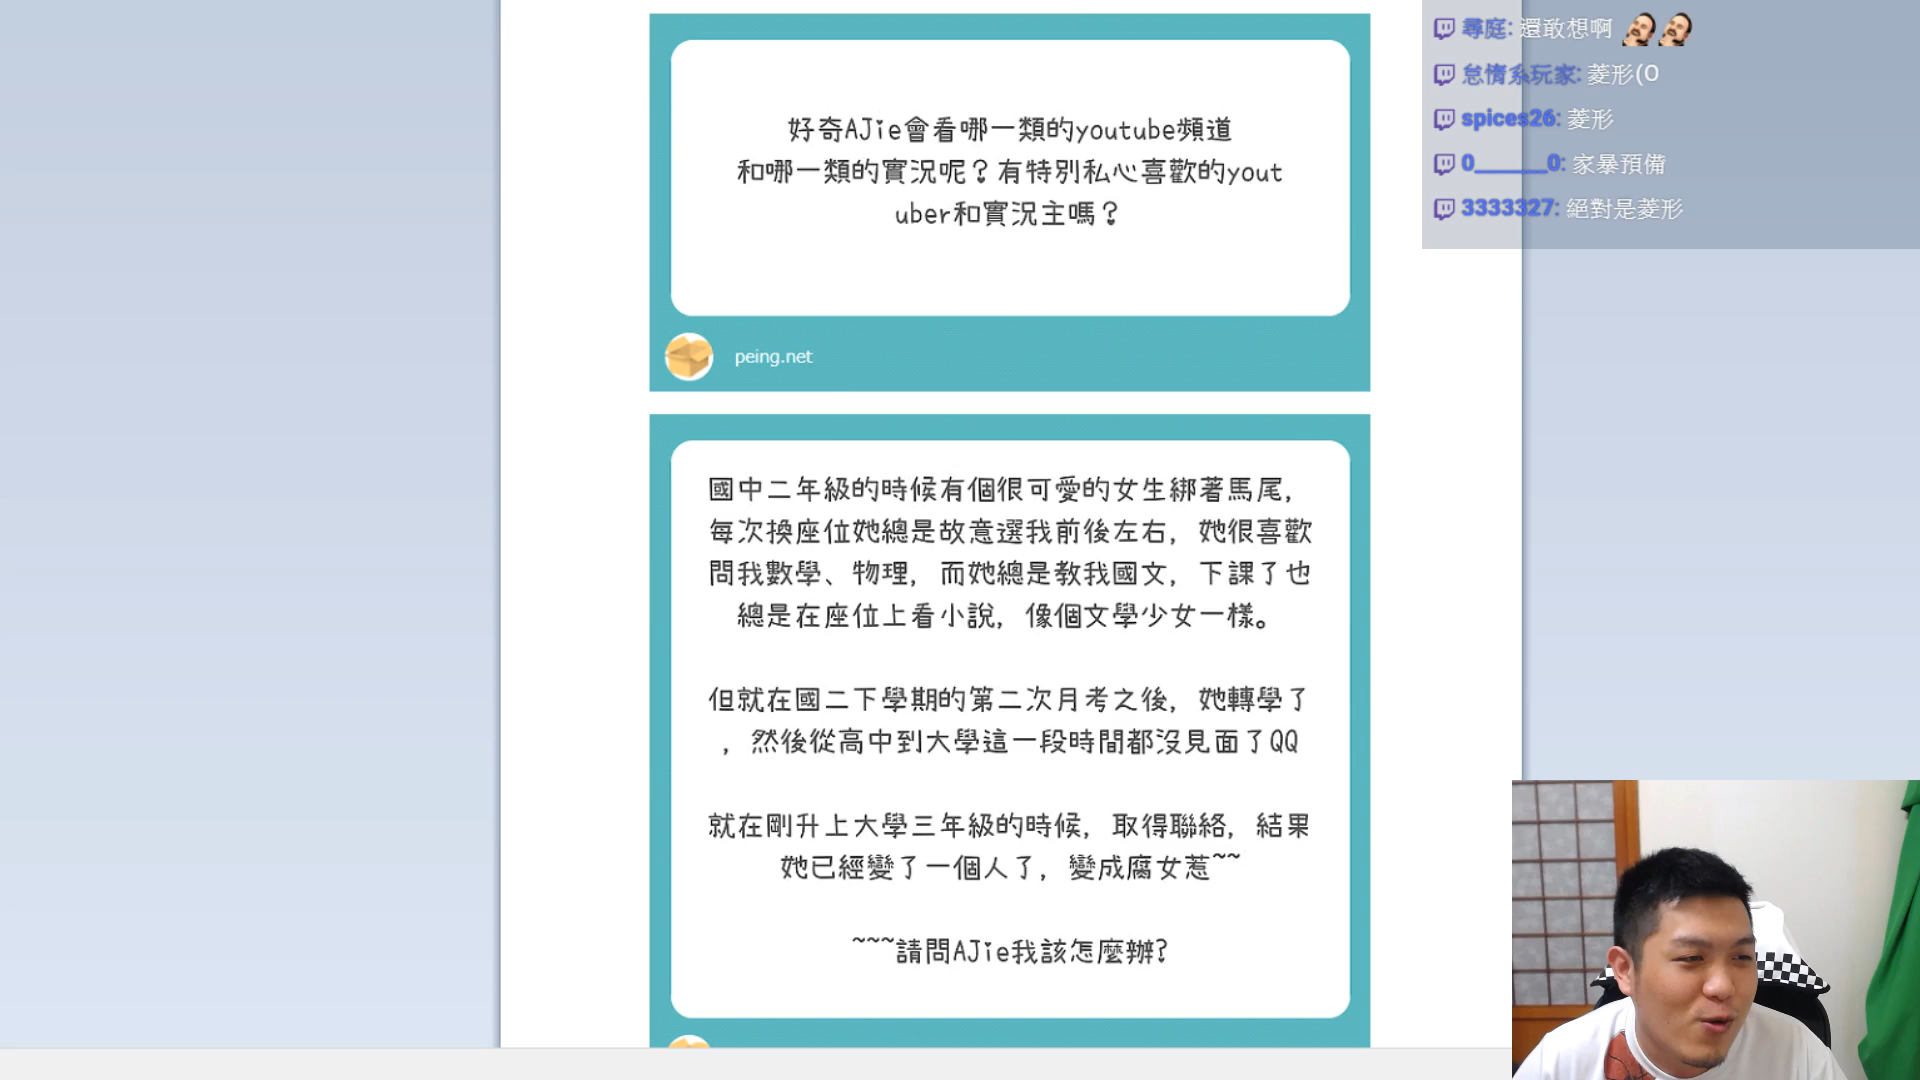 好奇AJie會看哪一類的youtube頻道
和哪一類的實況呢？有特別私心喜歡的yout
uber和實況主嗎？
peing.net
國中二年級的時候有個很可愛的女生綁著馬尾，
每次換座位她總是故意選我前後左右，她很喜歡
問我數學、物理，而她總是教我國文，下課了也
總是在座位上看小說，像個文學少女一樣。
但就在國二下學期的第二次月考之後，她轉學了
，然後從高中到大學這一段時間都沒見面了QQ
就在剛升上大學三年級的時候，取得聯絡，結果
她已經變了一個人了，變成腐女惹~~
~~~請問AJie我該怎麼辦?
尋庭: 還敢想啊
怠惰系玩家: 菱形(O
spices26: 菱形
0______0: 家暴預備
3333327: 絕對是菱形